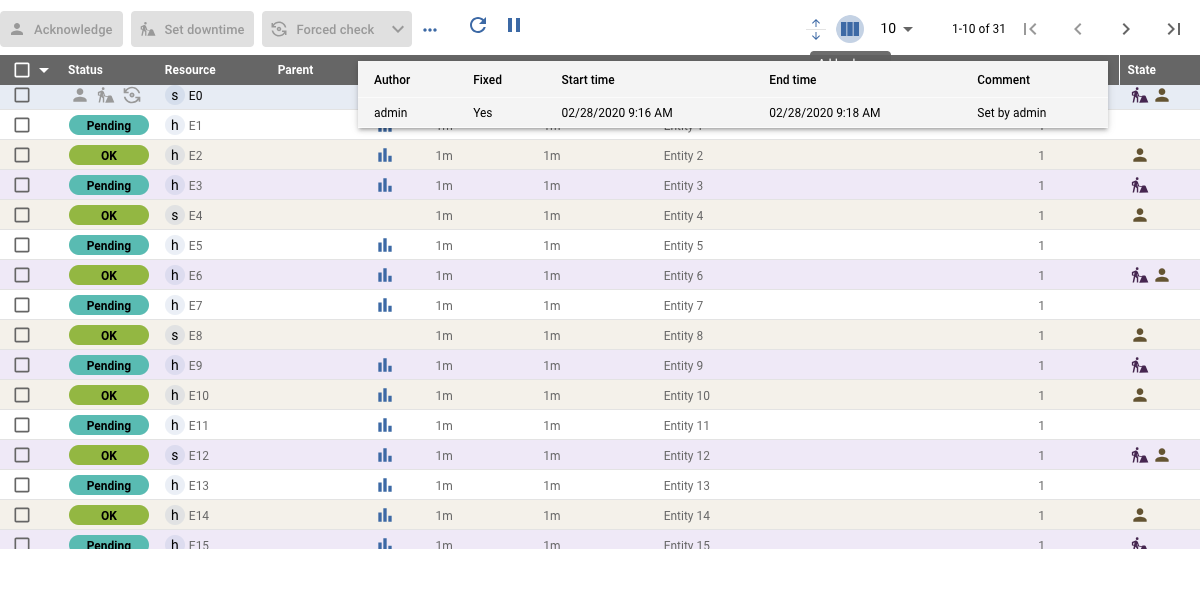 Acknowledge Set downtime Forced check 10 1-10 of 31
Status Resource Parent State
Author Fixed Start time End time Comment
admin Yes 02/28/2020 9:16 AM 02/28/2020 9:18 AM Set by admin
s E0
Pending h E1
OK h E2 1m 1m Entity 2 1
Pending h E3 1m 1m Entity 3 1
OK s E4 1m 1m Entity 4 1
Pending h E5 1m 1m Entity 5 1
OK h E6 1m 1m Entity 6 1
Pending h E7 1m 1m Entity 7 1
OK s E8 1m 1m Entity 8 1
Pending h E9 1m 1m Entity 9 1
OK h E10 1m 1m Entity 10 1
Pending h E11 1m 1m Entity 11 1
OK s E12 1m 1m Entity 12 1
Pending h E13 1m 1m Entity 13 1
OK h E14 1m 1m Entity 14 1
Pending h E15 1m 1m Entity 15 1